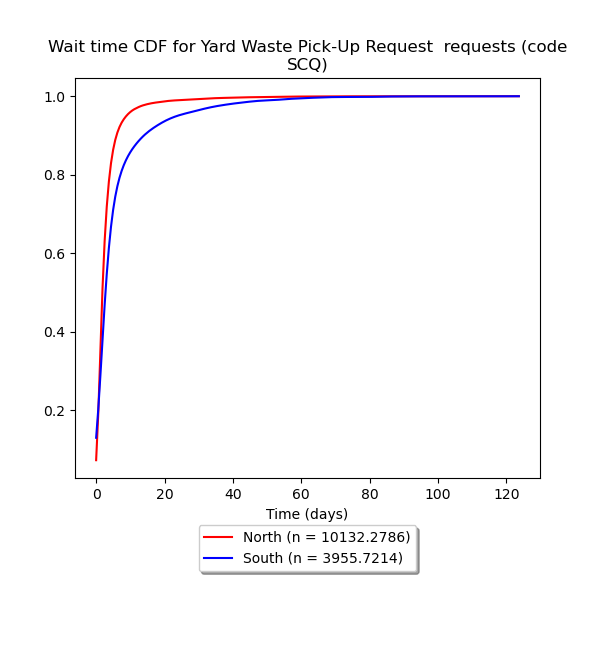 Wait time CDF for Yard Waste Pick-Up Request  requests (code
SCQ)
1.0
0.8
0.6
0.4
0.2
0 20 40 60 80 100 120
Time (days)
North (n = 10132.2786)
South (n = 3955.7214)